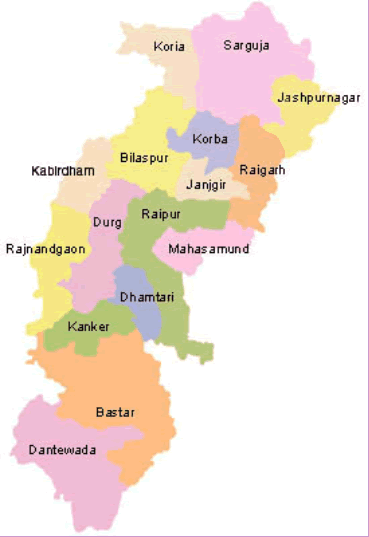 Koria
Sarguja
Jashpurnagar
Korba
Bilaspur
Raigarh
Kabirdham
Janjgir
Durg
Raipur
Rajnandgaon
Mahasamund
Dhamtari
Kanker
Bastar
Dantewada